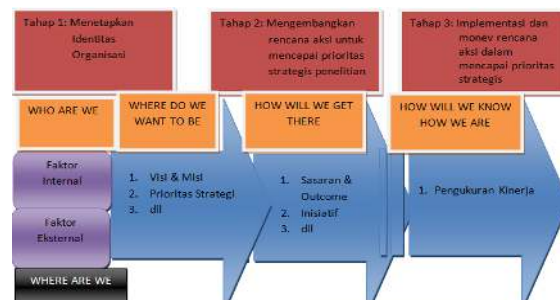 Tahap 1: Menetapkan
Identitas
Organisasi
Tahap 2: Mengembangkan
rencana aksi untuk
mencapai prioritas
strategis penelitian
Tahap 3: Implementasi dan
monev rencana
aksi dalam
mencapai prioritas
strategis
WHO ARE WE
WHERE DO WE
WANT TO BE
HOW WILL WE GET
THERE
HOW WILL WE KNOW
HOW WE ARE
Faktor
Internal
Faktor
Eksternal
WHERE ARE WE
1. Visi & Misi
2. Prioritas Strategi
3. dll
1. Sasaran &
Outcome
2. Inisiatif
3. dll
1. Pengukuran Kinerja